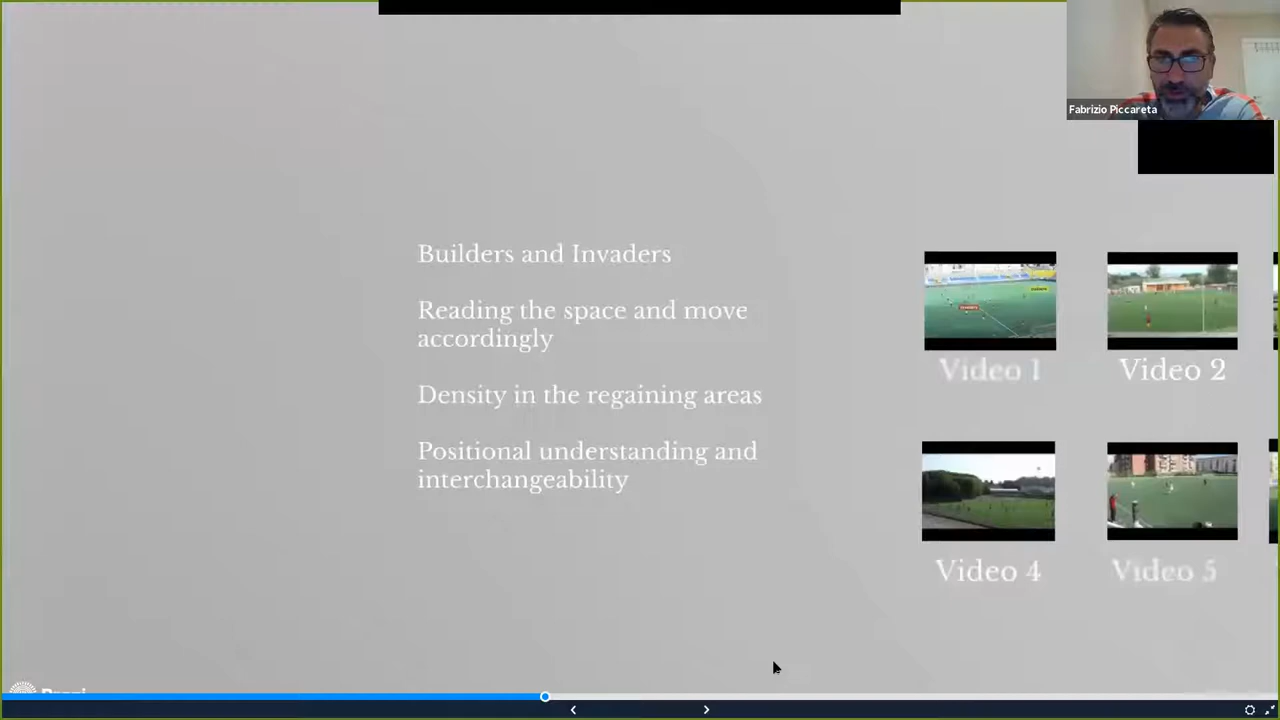 Fabrizio Piccareta
Builders and Invaders
Reading the space and move
accordingly
Density in the regaining areas
Positional understanding and
interchangeability
Video 1
Video 2
Video 4
Video 5
Prezi